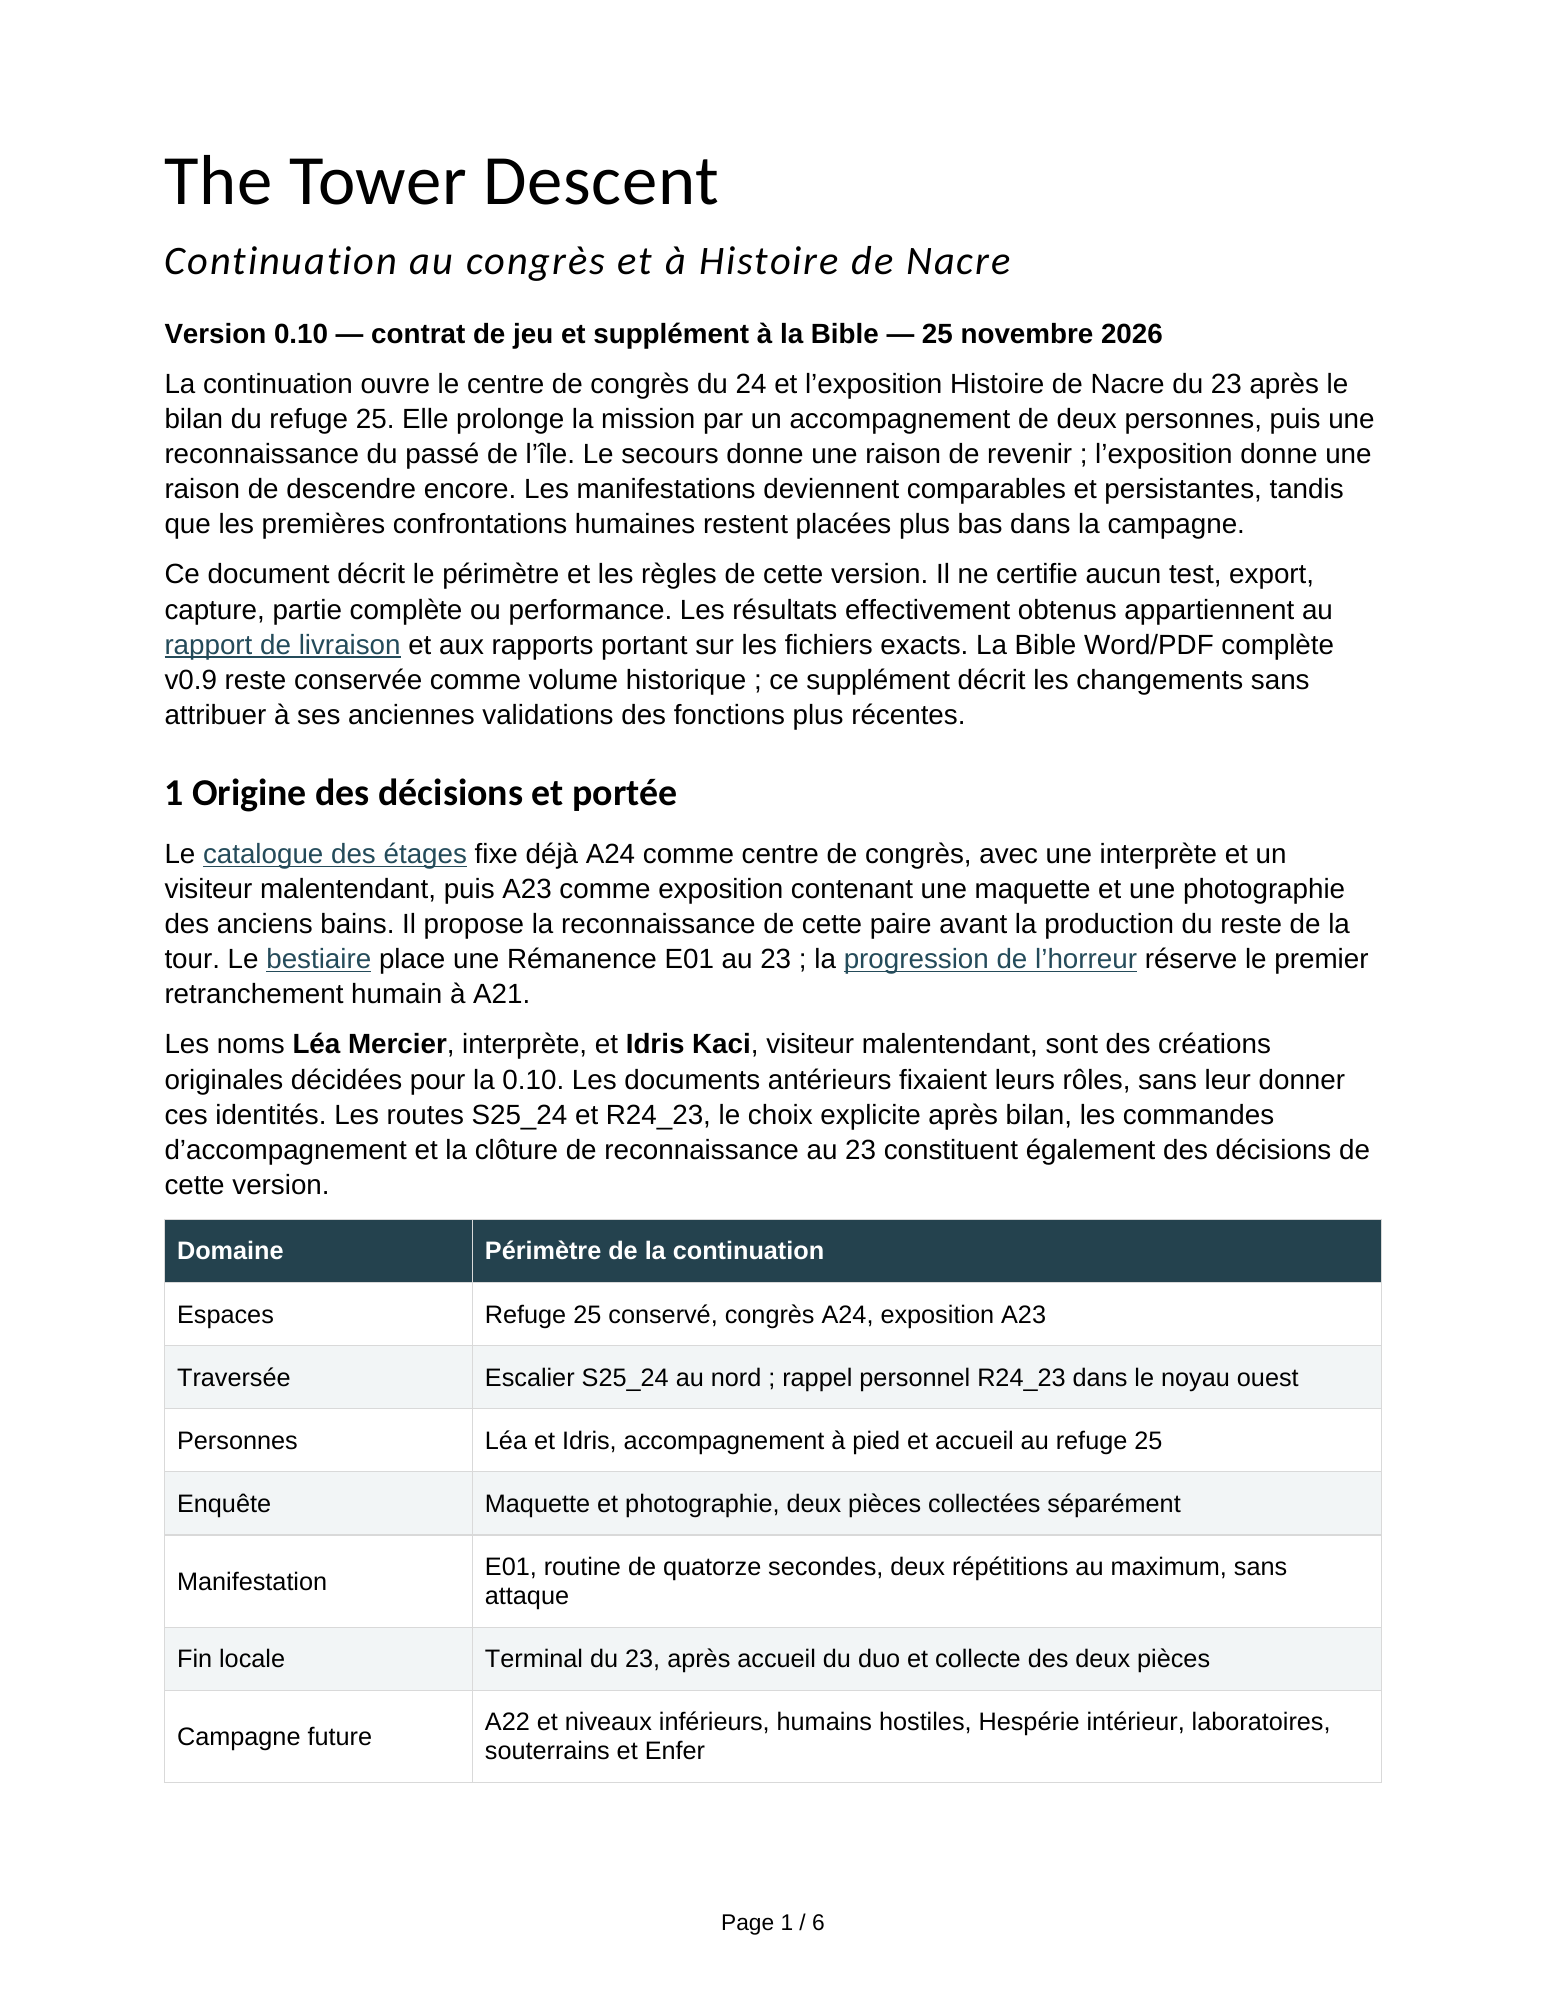 The Tower Descent
Continuation au congrès et à Histoire de Nacre
Version 0.10 — contrat de jeu et supplément à la Bible — 25 novembre 2026
La continuation ouvre le centre de congrès du 24 et l’exposition Histoire de Nacre du 23 après le
bilan du refuge 25. Elle prolonge la mission par un accompagnement de deux personnes, puis une
reconnaissance du passé de l’île. Le secours donne une raison de revenir ; l’exposition donne une
raison de descendre encore. Les manifestations deviennent comparables et persistantes, tandis
que les premières confrontations humaines restent placées plus bas dans la campagne.
Ce document décrit le périmètre et les règles de cette version. Il ne certifie aucun test, export,
capture, partie complète ou performance. Les résultats effectivement obtenus appartiennent au
rapport de livraison et aux rapports portant sur les fichiers exacts. La Bible Word/PDF complète
v0.9 reste conservée comme volume historique ; ce supplément décrit les changements sans
attribuer à ses anciennes validations des fonctions plus récentes.
1 Origine des décisions et portée
Le catalogue des étages fixe déjà A24 comme centre de congrès, avec une interprète et un
visiteur malentendant, puis A23 comme exposition contenant une maquette et une photographie
des anciens bains. Il propose la reconnaissance de cette paire avant la production du reste de la
tour. Le bestiaire place une Rémanence E01 au 23 ; la progression de l’horreur réserve le premier
retranchement humain à A21.
Les noms Léa Mercier, interprète, et Idris Kaci, visiteur malentendant, sont des créations
originales décidées pour la 0.10. Les documents antérieurs fixaient leurs rôles, sans leur donner
ces identités. Les routes S25_24 et R24_23, le choix explicite après bilan, les commandes
d’accompagnement et la clôture de reconnaissance au 23 constituent également des décisions de
cette version.
Domaine Périmètre de la continuation
Espaces Refuge 25 conservé, congrès A24, exposition A23
Traversée Escalier S25_24 au nord ; rappel personnel R24_23 dans le noyau ouest
Personnes Léa et Idris, accompagnement à pied et accueil au refuge 25
Enquête Maquette et photographie, deux pièces collectées séparément
Manifestation E01, routine de quatorze secondes, deux répétitions au maximum, sans
attaque
Fin locale Terminal du 23, après accueil du duo et collecte des deux pièces
Campagne future A22 et niveaux inférieurs, humains hostiles, Hespérie intérieur, laboratoires,
souterrains et Enfer
Page 1 / 6